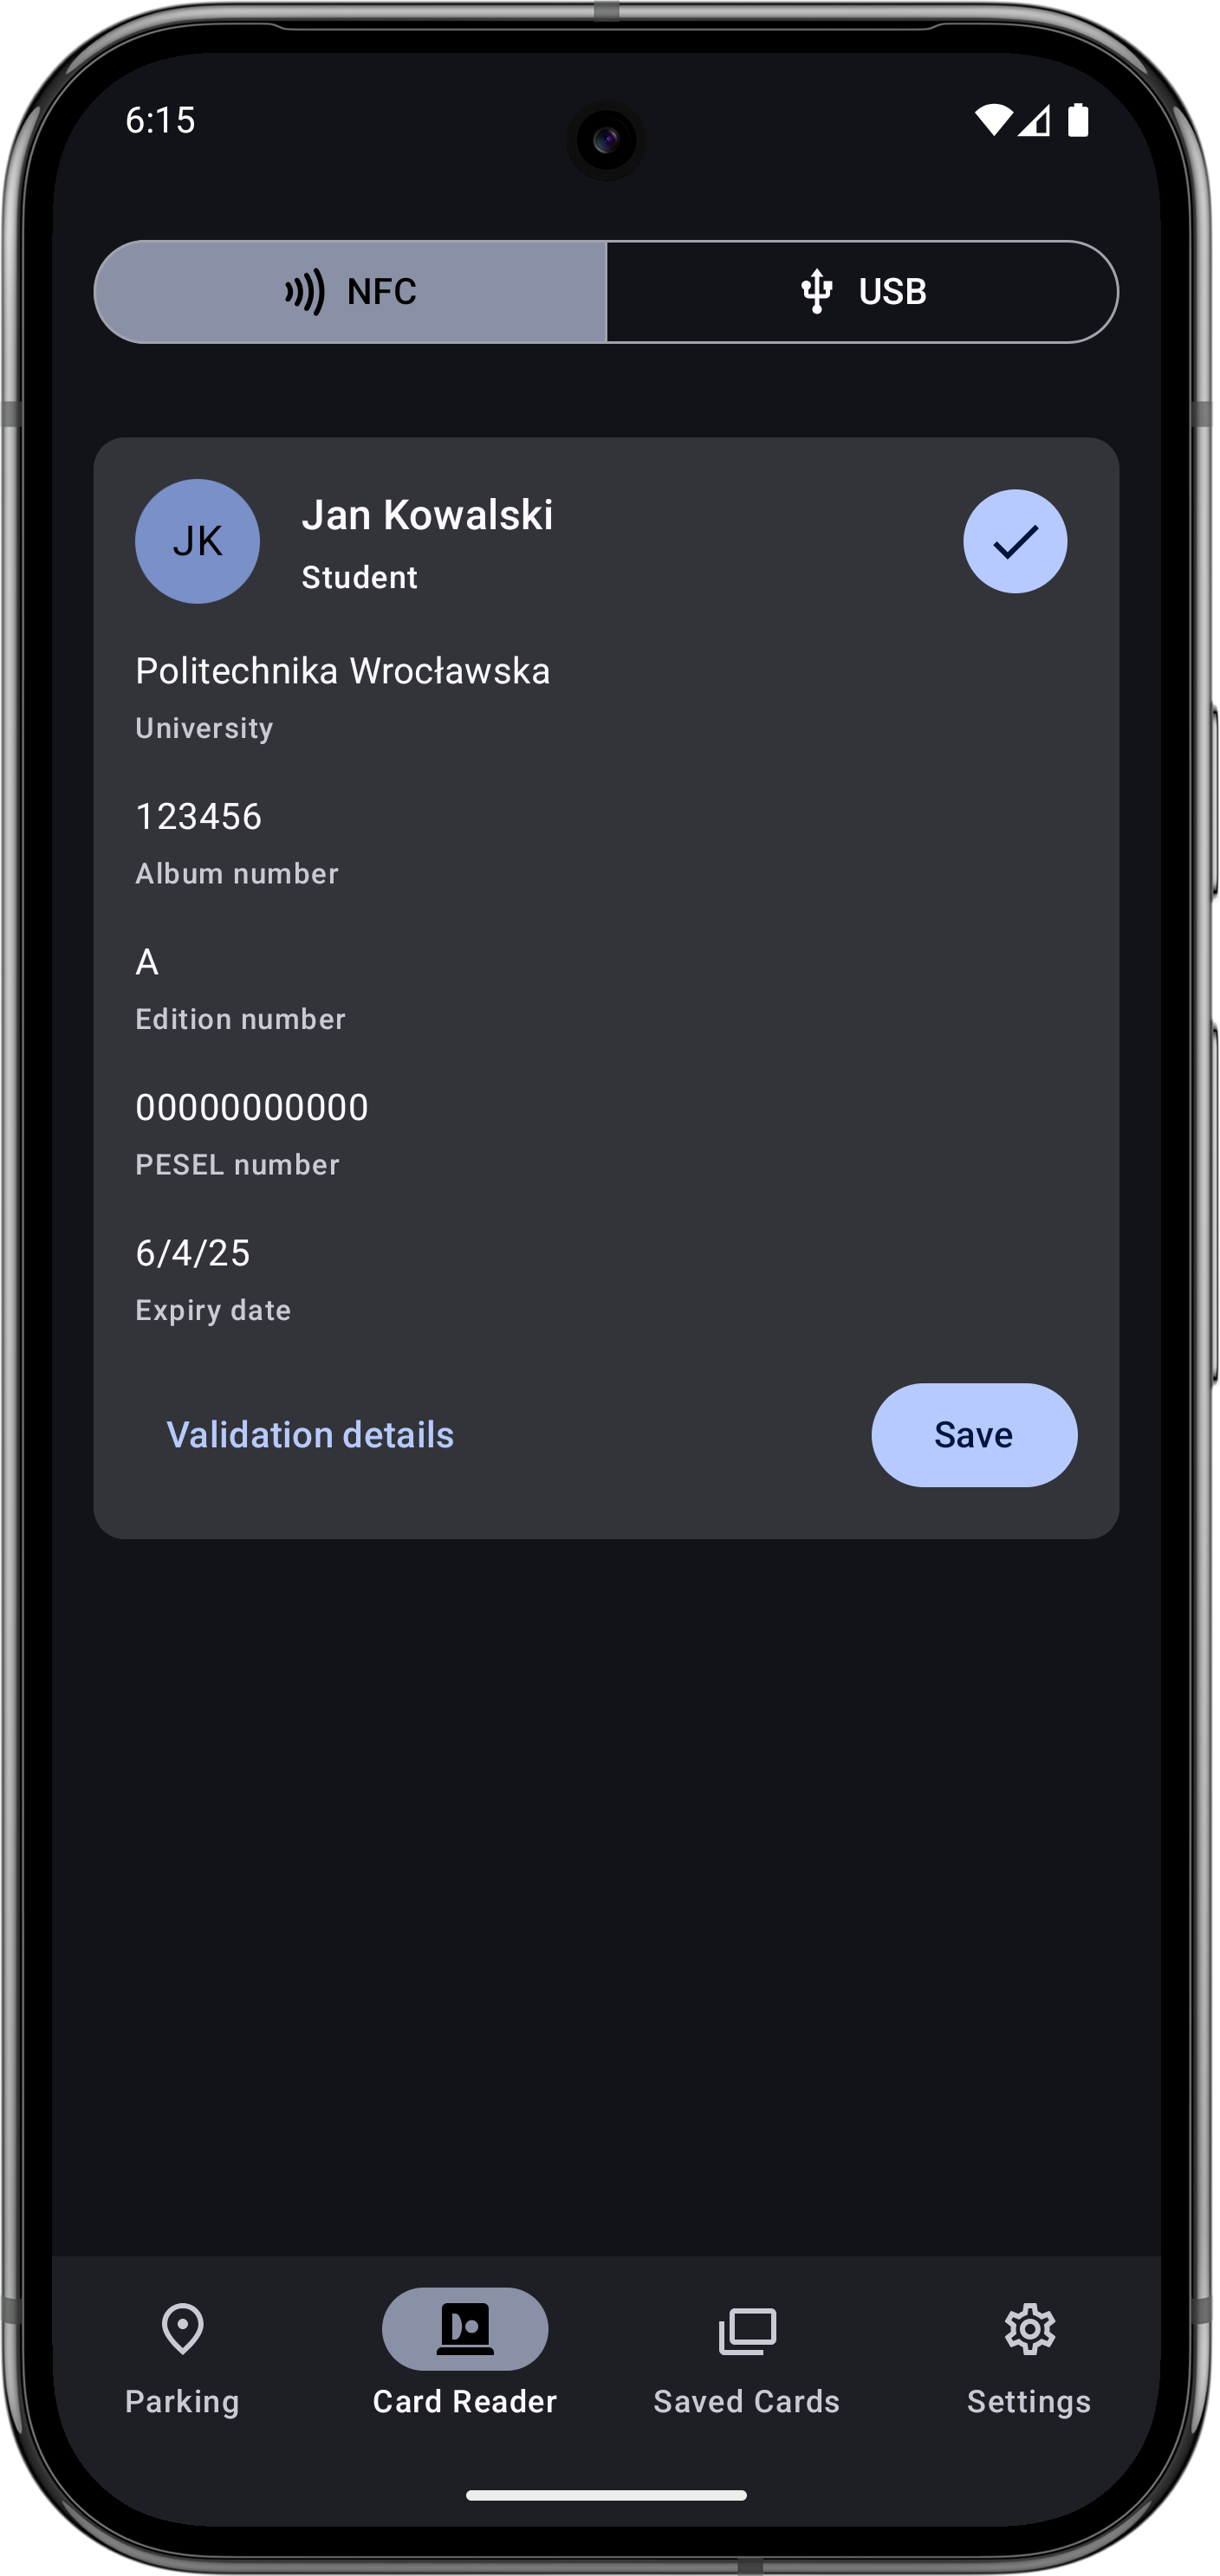 6:15
NFC
USB
JK
Jan Kowalski
Student
Politechnika Wrocławska
University
123456
Album number
A
Edition number
00000000000
PESEL number
6/4/25
Expiry date
Validation details
Save
Parking
Card Reader
Saved Cards
Settings